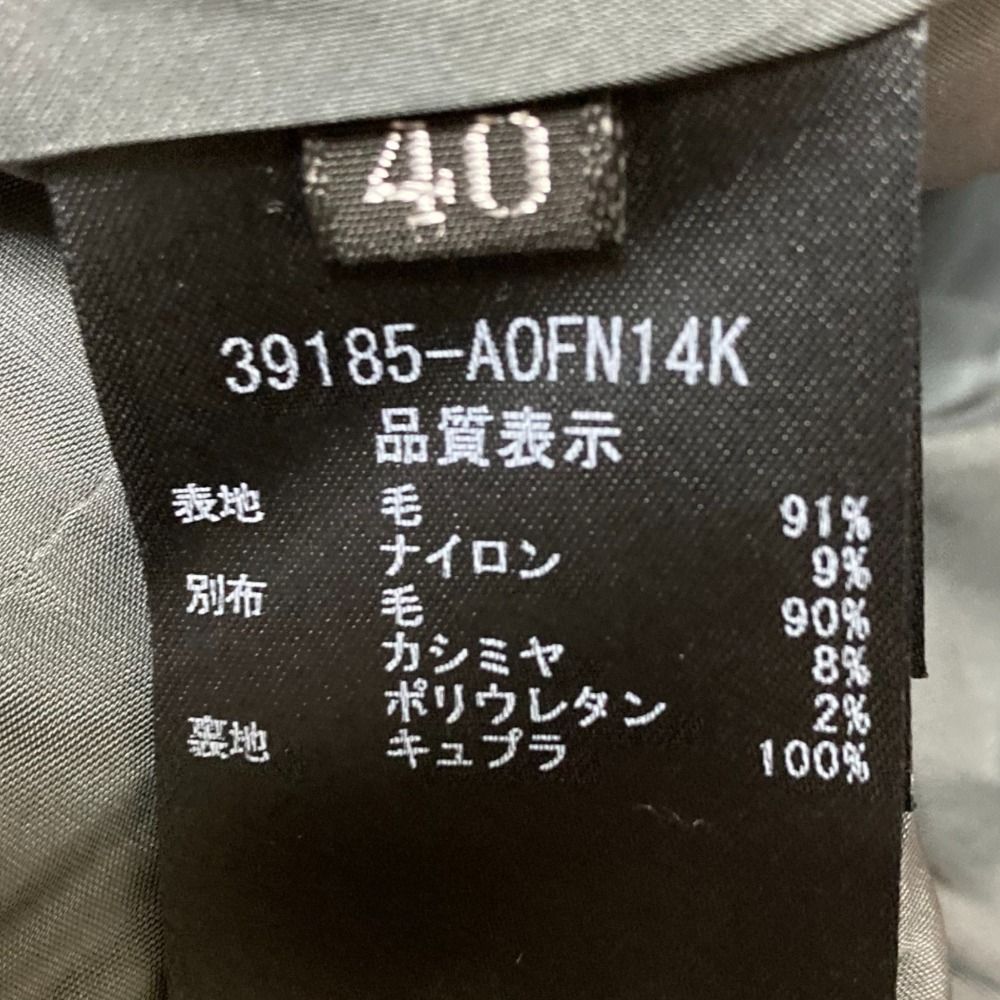 40
39185-A0FN14K
品質表示
表地 毛 91%
ナイロン 9%
別布 毛 90%
カシミヤ 8%
ポリウレタン 2%
裏地 キュプラ 100%